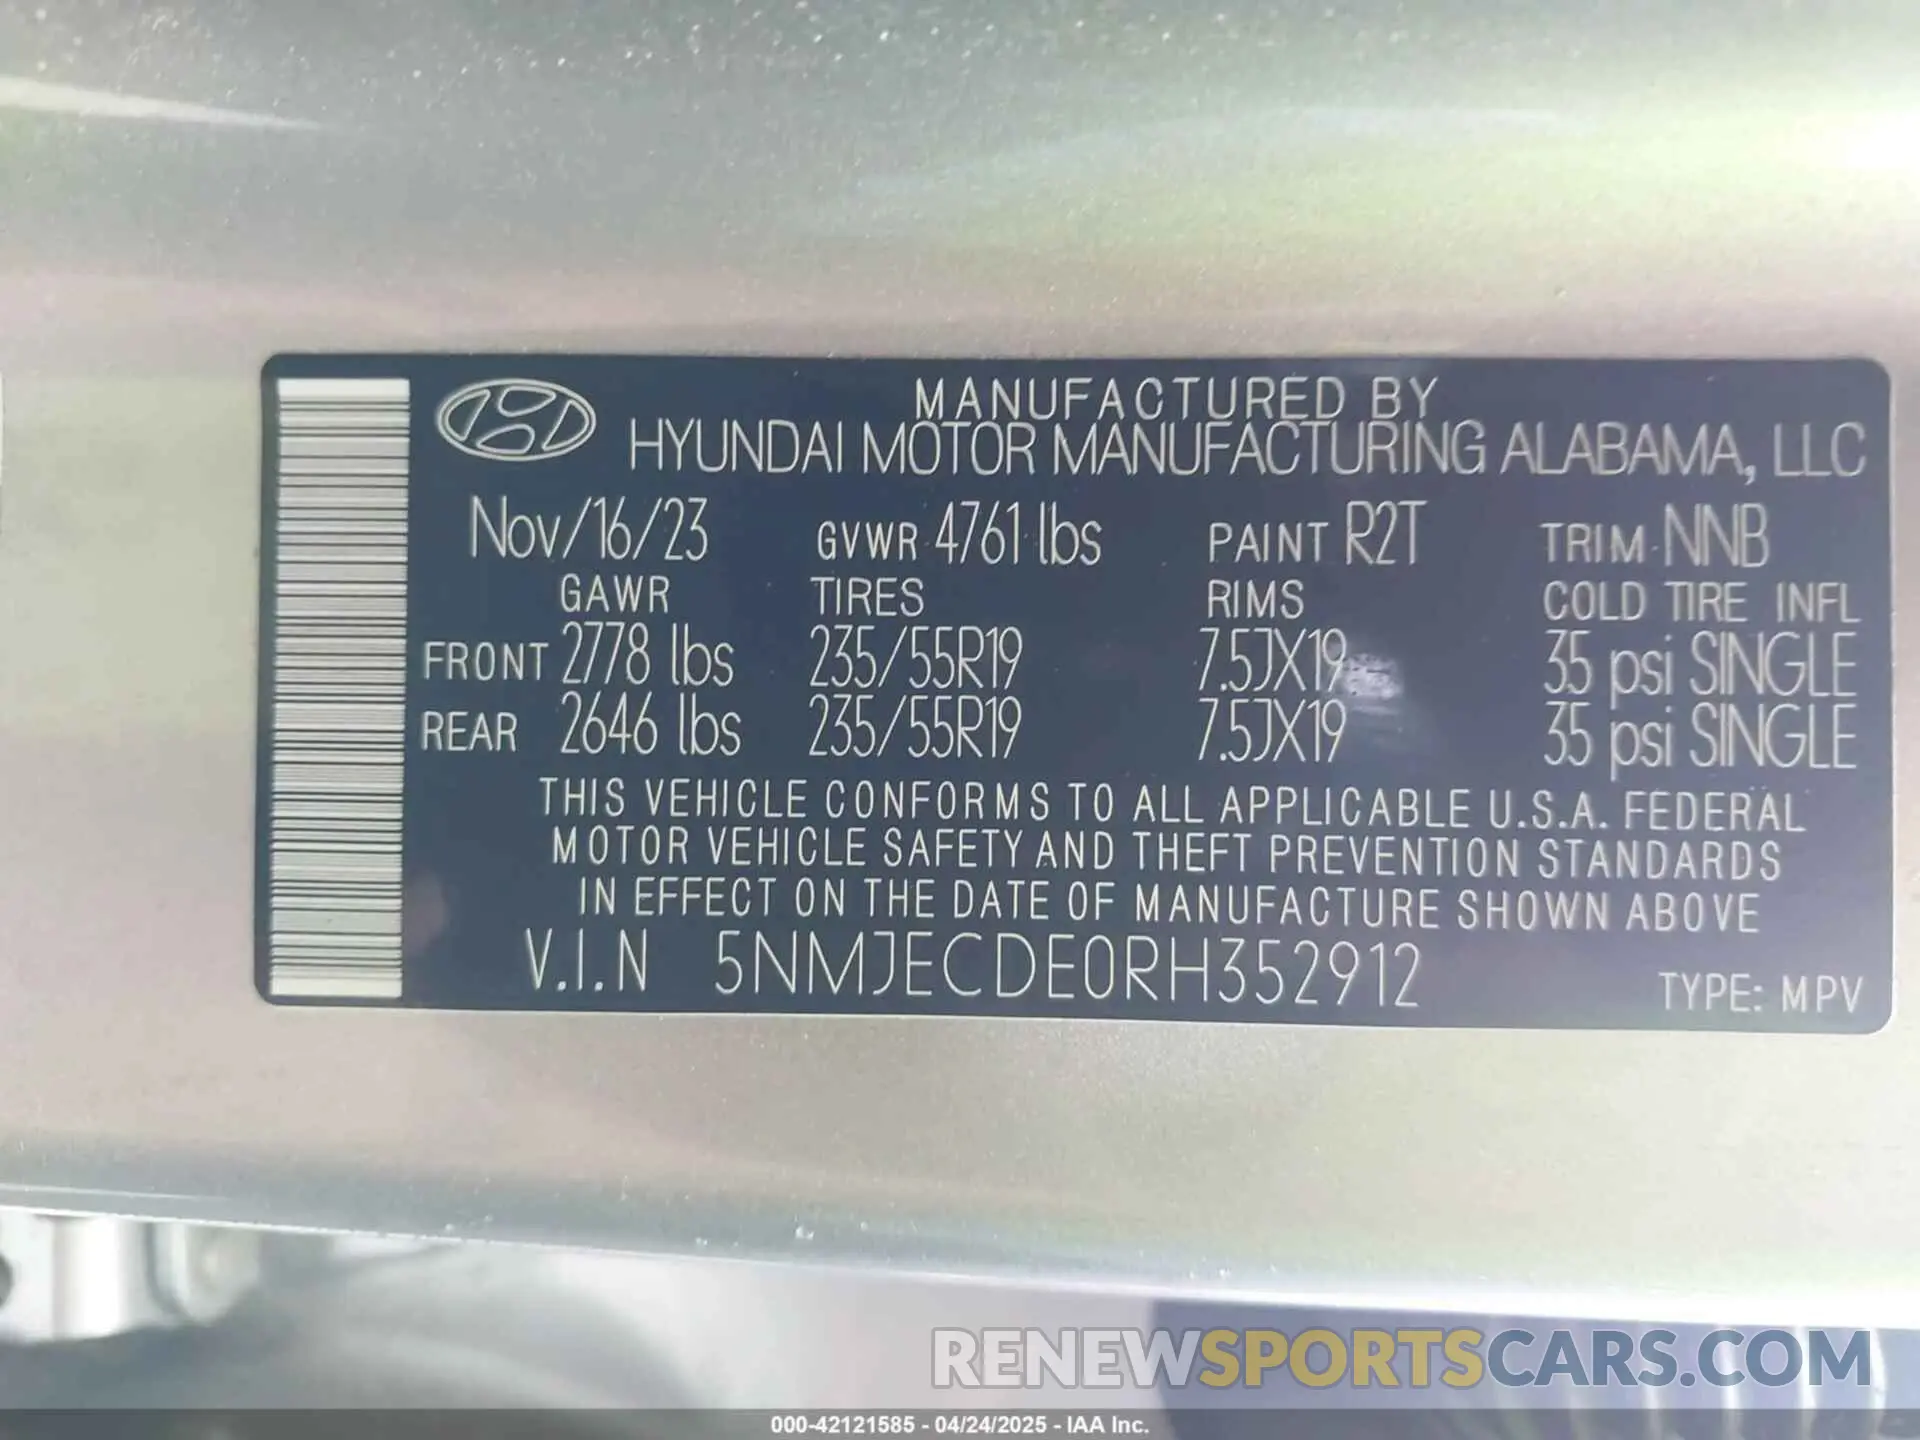 MANUFACTURED BY
HYUNDAI MOTOR MANUFACTURING ALABAMA, LLC
Nov/16/23 GVWR 4761 lbs PAINT R2T TRIM NNB
GAWR TIRES RIMS COLD TIRE INFL
FRONT 2778 lbs 235/55R19 7.5JX19 35 psi SINGLE
REAR 2646 lbs 235/55R19 7.5JX19 35 psi SINGLE
THIS VEHICLE CONFORMS TO ALL APPLICABLE U.S.A. FEDERAL
MOTOR VEHICLE SAFETY AND THEFT PREVENTION STANDARDS
IN EFFECT ON THE DATE OF MANUFACTURE SHOWN ABOVE
V.I.N 5NMJECDE0RH352912 TYPE: MPV
RENEWSPORTSCARS.COM
000-42121585 - 04/24/2025 - IAA Inc.